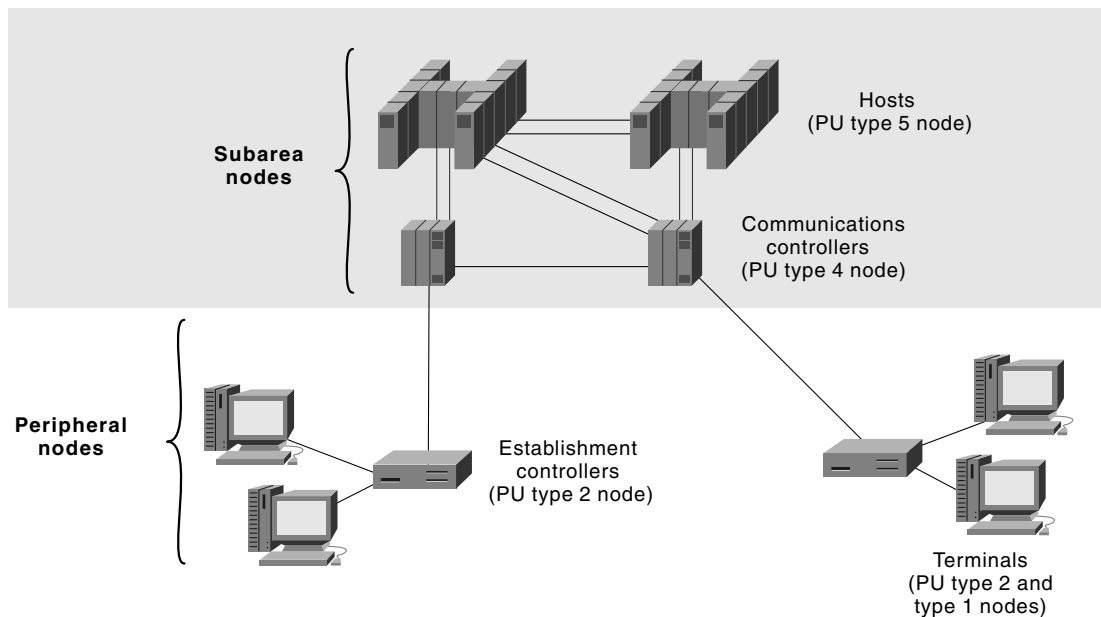 Hosts
(PU type 5 node)
Subarea
nodes
Communications
controllers
(PU type 4 node)
Peripheral
nodes
Establishment
controllers
(PU type 2 node)
Terminals
(PU type 2 and
type 1 nodes)